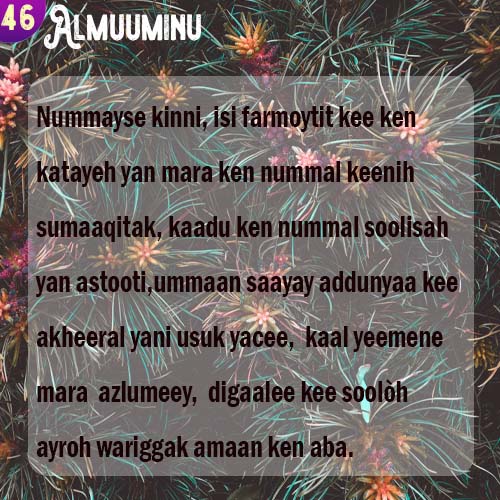 46 Almuuminu
Nummayse kinni, isi farmoytit kee ken
katayeh yan mara ken nummal keenih
sumaaqitak, kaadu ken nummal soolisah
yan astooti,ummaan saayay addunyaa kee
akheeral yani usuk yacee, kaal yeemene
mara azlumeey, digaalee kee soolòh
ayroh wariggak amaan ken aba.